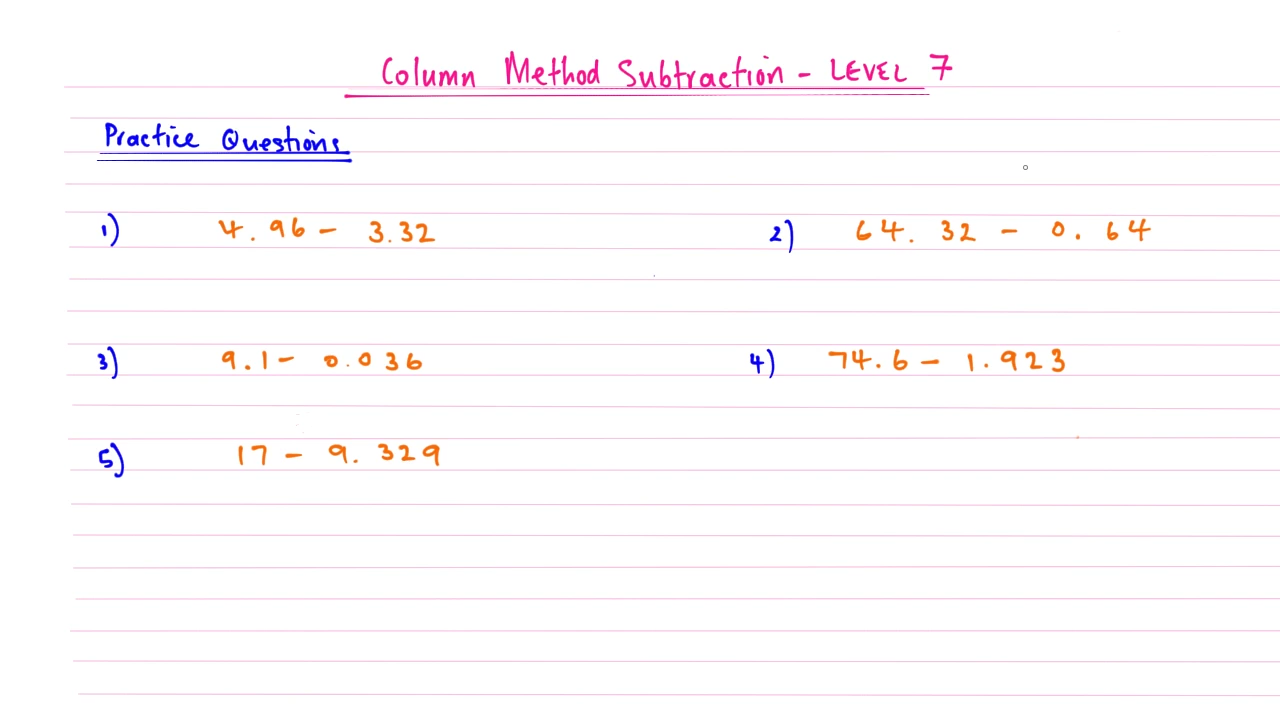 Column Method Subtraction - LEVEL 7
Practice Questions
1) 4.96 - 3.32
2) 64.32 - 0.64
3) 9.1 - 0.036
4) 74.6 - 1.923
5) 17 - 9.329